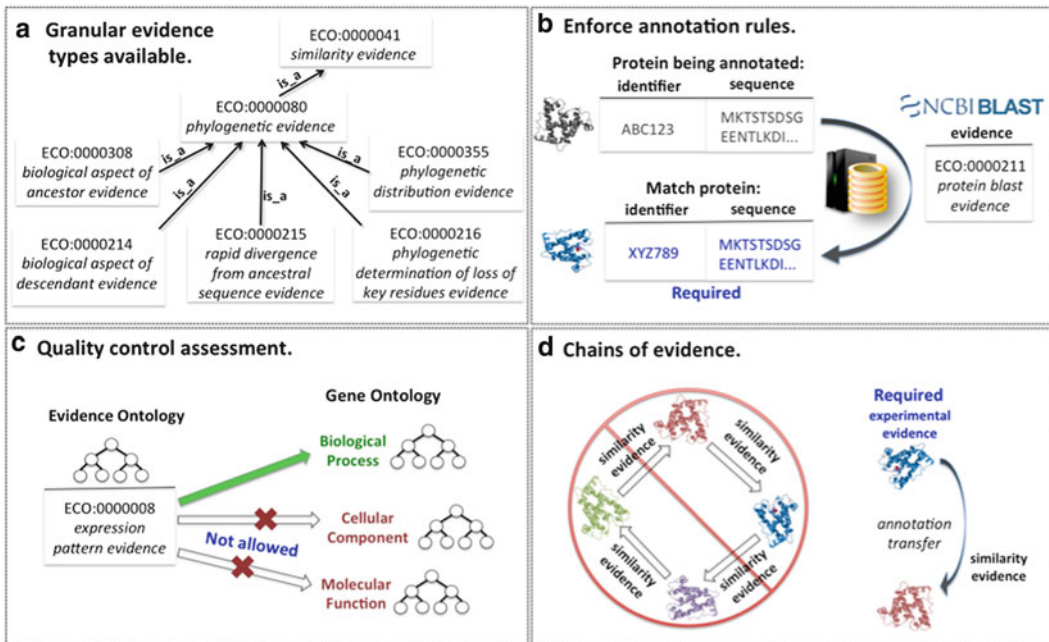 a Granular evidence
types available.
ECO:0000041
similarity evidence
is_a
ECO:0000080
phylogenetic evidence
ECO:0000308
biological aspect of
ancestor evidence
is_a
is_a
is_a
is_a
is_a
ECO:0000355
phylogenetic
distribution evidence
ECO:0000214
biological aspect of
descendant evidence
ECO:0000215
rapid divergence
from ancestral
sequence evidence
ECO:0000216
phylogenetic
determination of loss of
key residues evidence
b Enforce annotation rules.
Protein being annotated:
identifier sequence
ABC123
MKTSTSDSG
EENTLKDI...
Match protein:
identifier sequence
XYZ789
MKTSTSDSG
EENTLKDI...
Required
NCBI BLAST
evidence
ECO:0000211
protein blast
evidence
c Quality control assessment.
Evidence Ontology
ECO:0000008
expression
pattern evidence
Gene Ontology
Biological
Process
Not allowed
Cellular
Component
Molecular
Function
d Chains of evidence.
similarity
evidence
similarity
evidence
similarity
evidence
similarity
evidence
Required
experimental
evidence
annotation
transfer
similarity
evidence